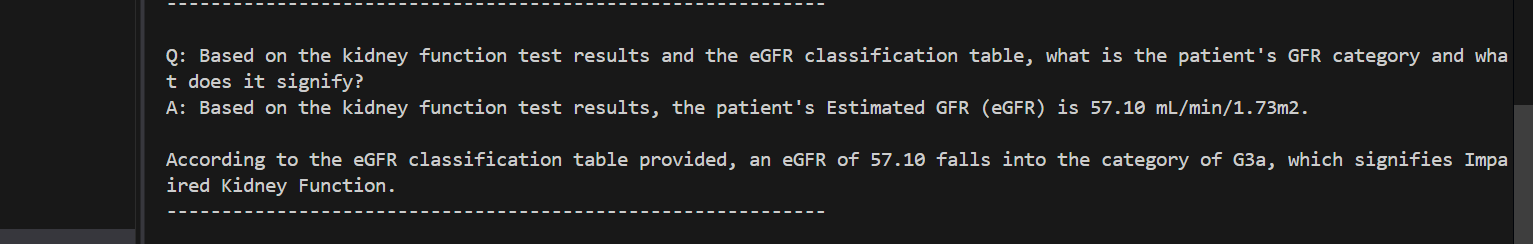 ------------------------------------------------------------
Q: Based on the kidney function test results and the eGFR classification table, what is the patient's GFR category and wha
t does it signify?
A: Based on the kidney function test results, the patient's Estimated GFR (eGFR) is 57.10 mL/min/1.73m2.
According to the eGFR classification table provided, an eGFR of 57.10 falls into the category of G3a, which signifies Impa
ired Kidney Function.
------------------------------------------------------------